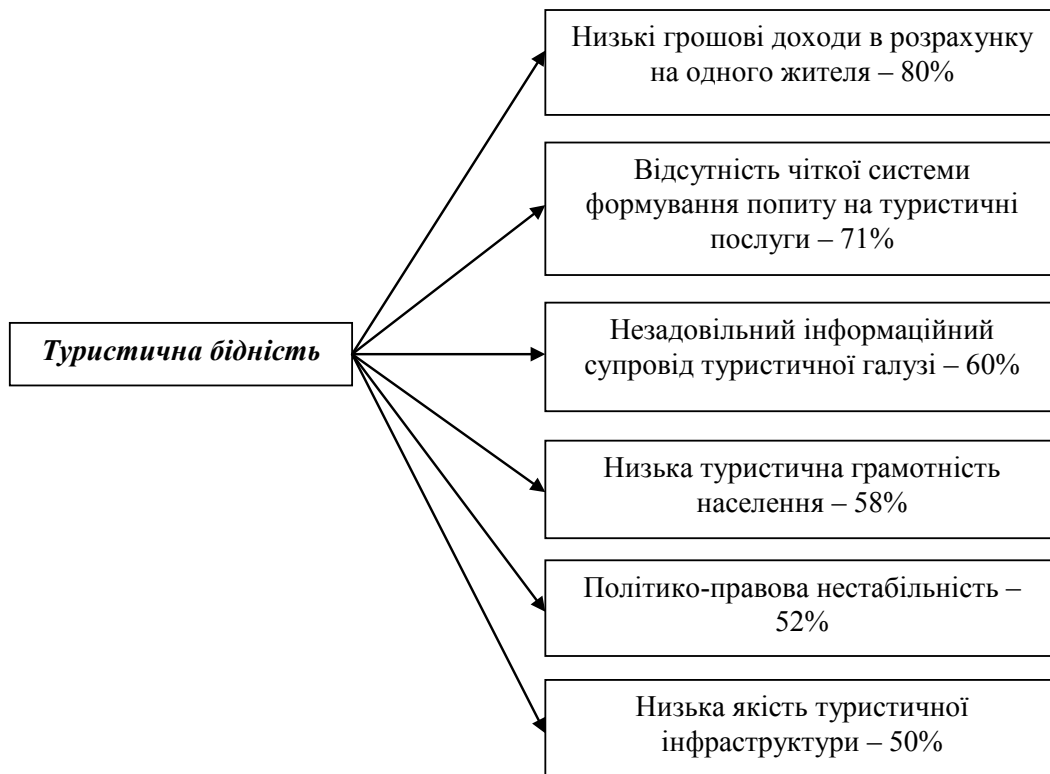 Низькі грошові доходи в розрахунку
на одного жителя – 80%
Відсутність чіткої системи
формування попиту на туристичні
послуги – 71%
Туристична бідність
Незадовільний інформаційний
супровід туристичної галузі – 60%
Низька туристична грамотність
населення – 58%
Політико-правова нестабільність –
52%
Низька якість туристичної
інфраструктури – 50%